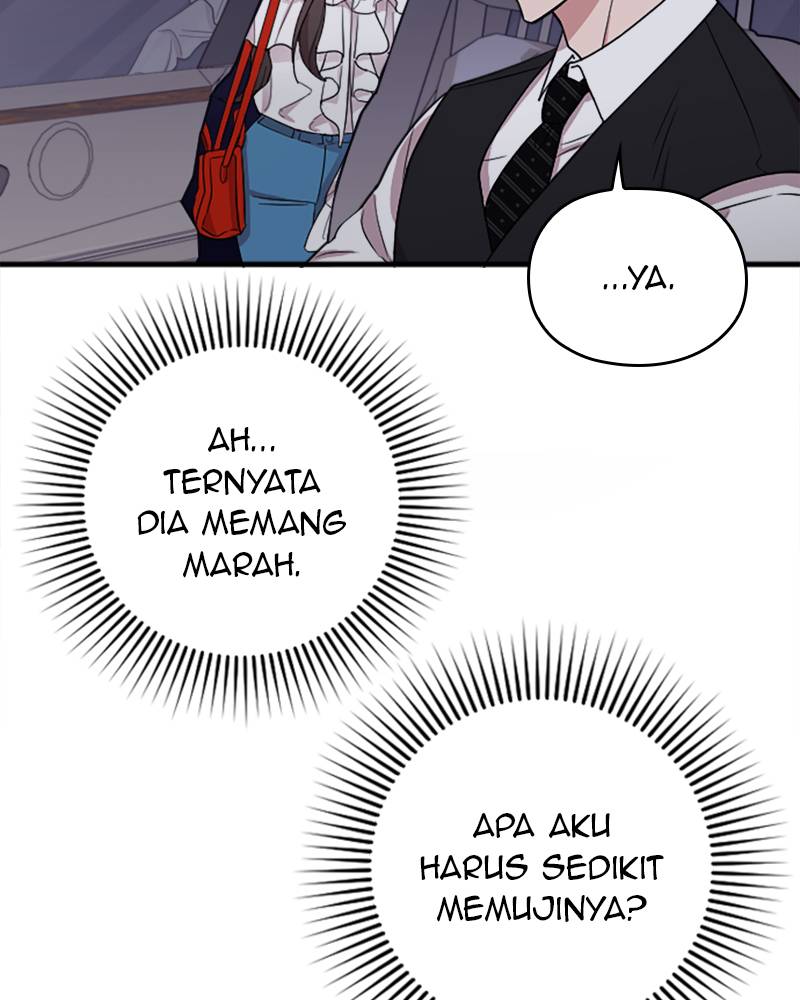 ...YA.
AH...
TERNYATA
DIA MEMANG
MARAH.
APA AKU
HARUS SEDIKIT
MEMUJINYA?